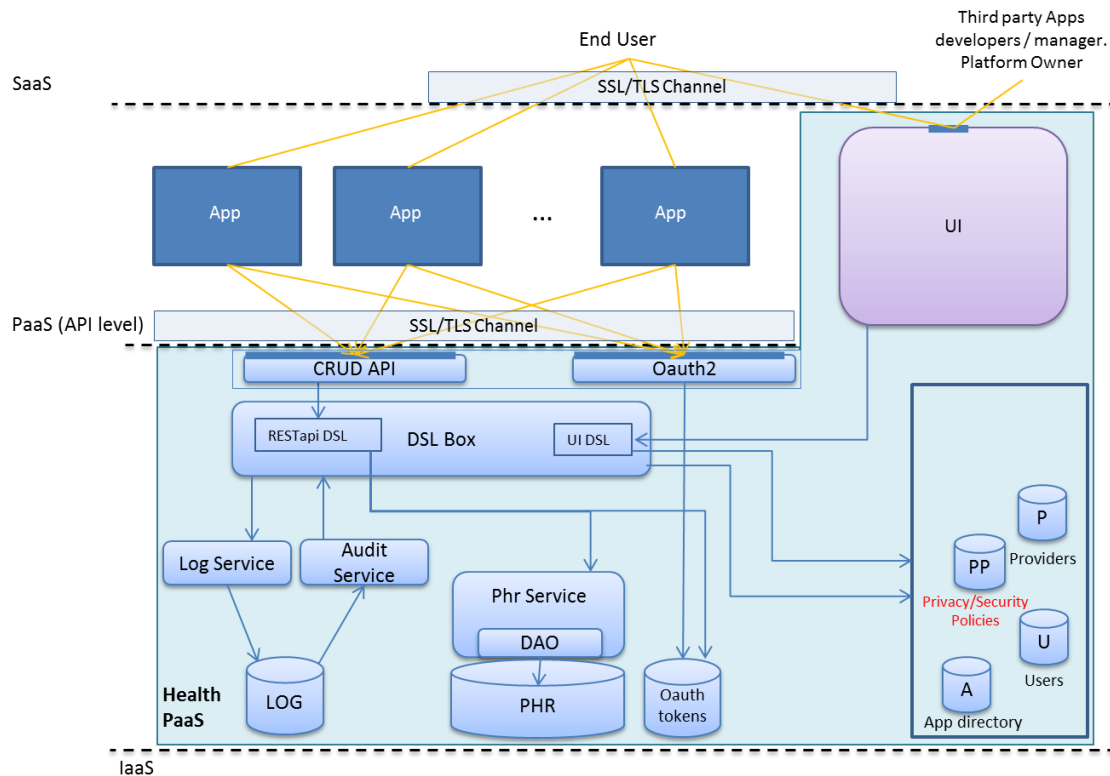 Third party Apps
developers / manager.
Platform Owner
End User
SaaS
SSL/TLS Channel
App
App
...
App
UI
PaaS (API level)
SSL/TLS Channel
CRUD API
Oauth2
RESTapi DSL
DSL Box
UI DSL
Log Service
Audit
Service
Phr Service
DAO
P
Providers
PP
Privacy/Security
Policies
U
Users
A
App directory
Health
PaaS
LOG
PHR
Oauth
tokens
IaaS